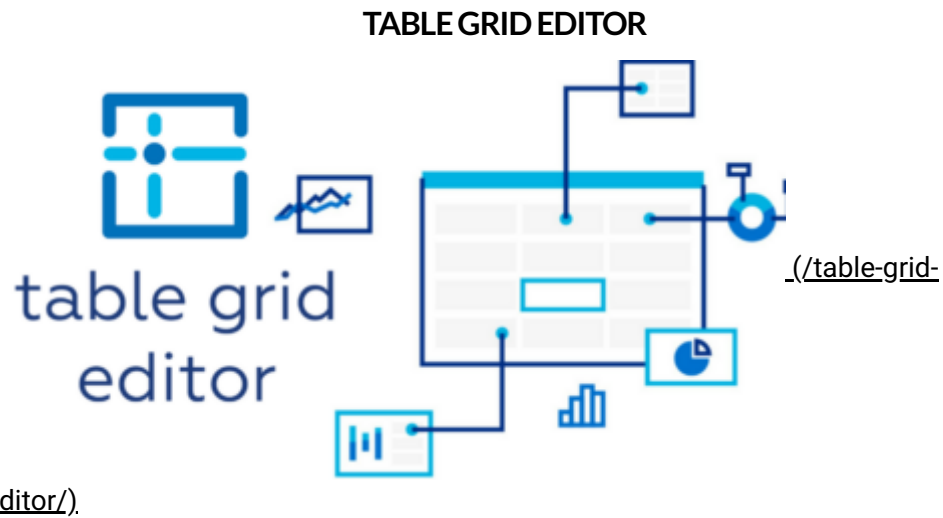 TABLE GRID EDITOR
table grid
editor
(/table-grid-
ditor/)